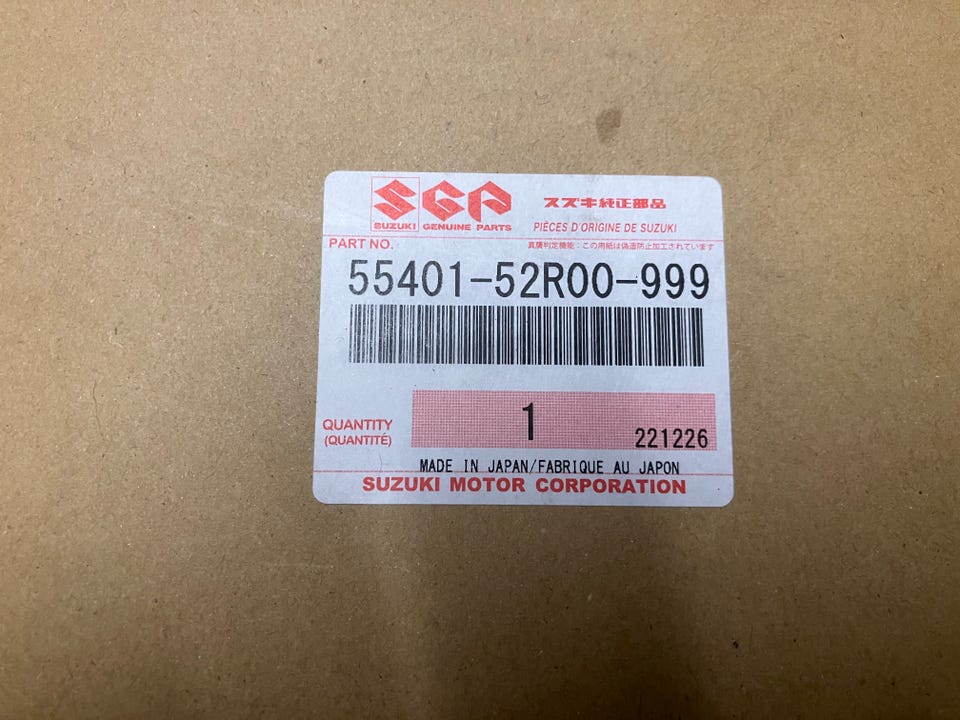 SGP スズキ純正部品
SUZUKI GENUINE PARTS PIÈCES D'ORIGINE DE SUZUKI
PART NO. 真贋判定機能：この用紙は偽造防止加工されています
55401-52R00-999
QUANTITY 1
(QUANTITÉ) 221226
MADE IN JAPAN/FABRIQUE AU JAPON
SUZUKI MOTOR CORPORATION